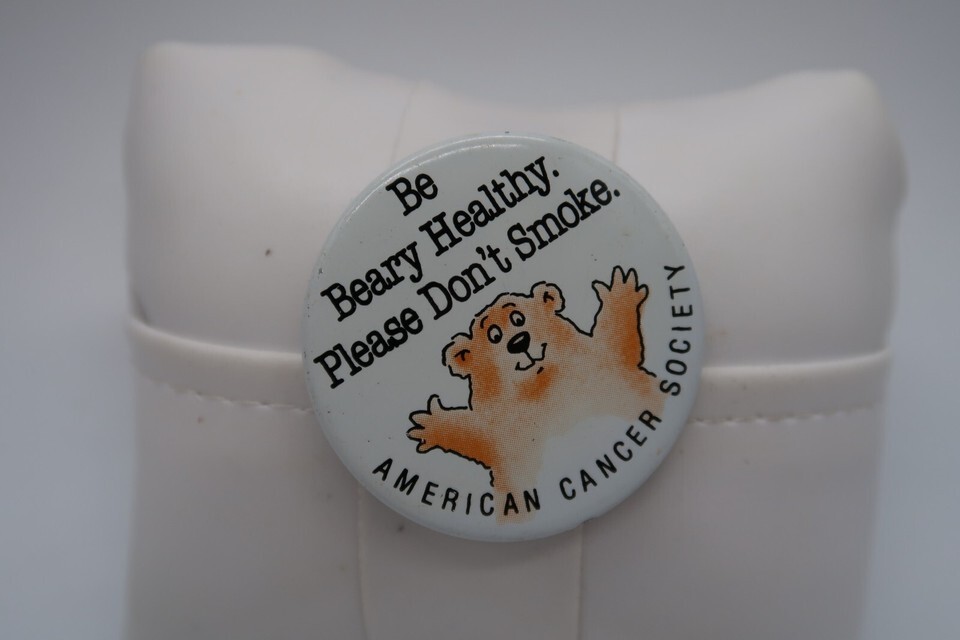 Be
Beary Healthy.
Please Don't Smoke.
AMERICAN CANCER SOCIETY